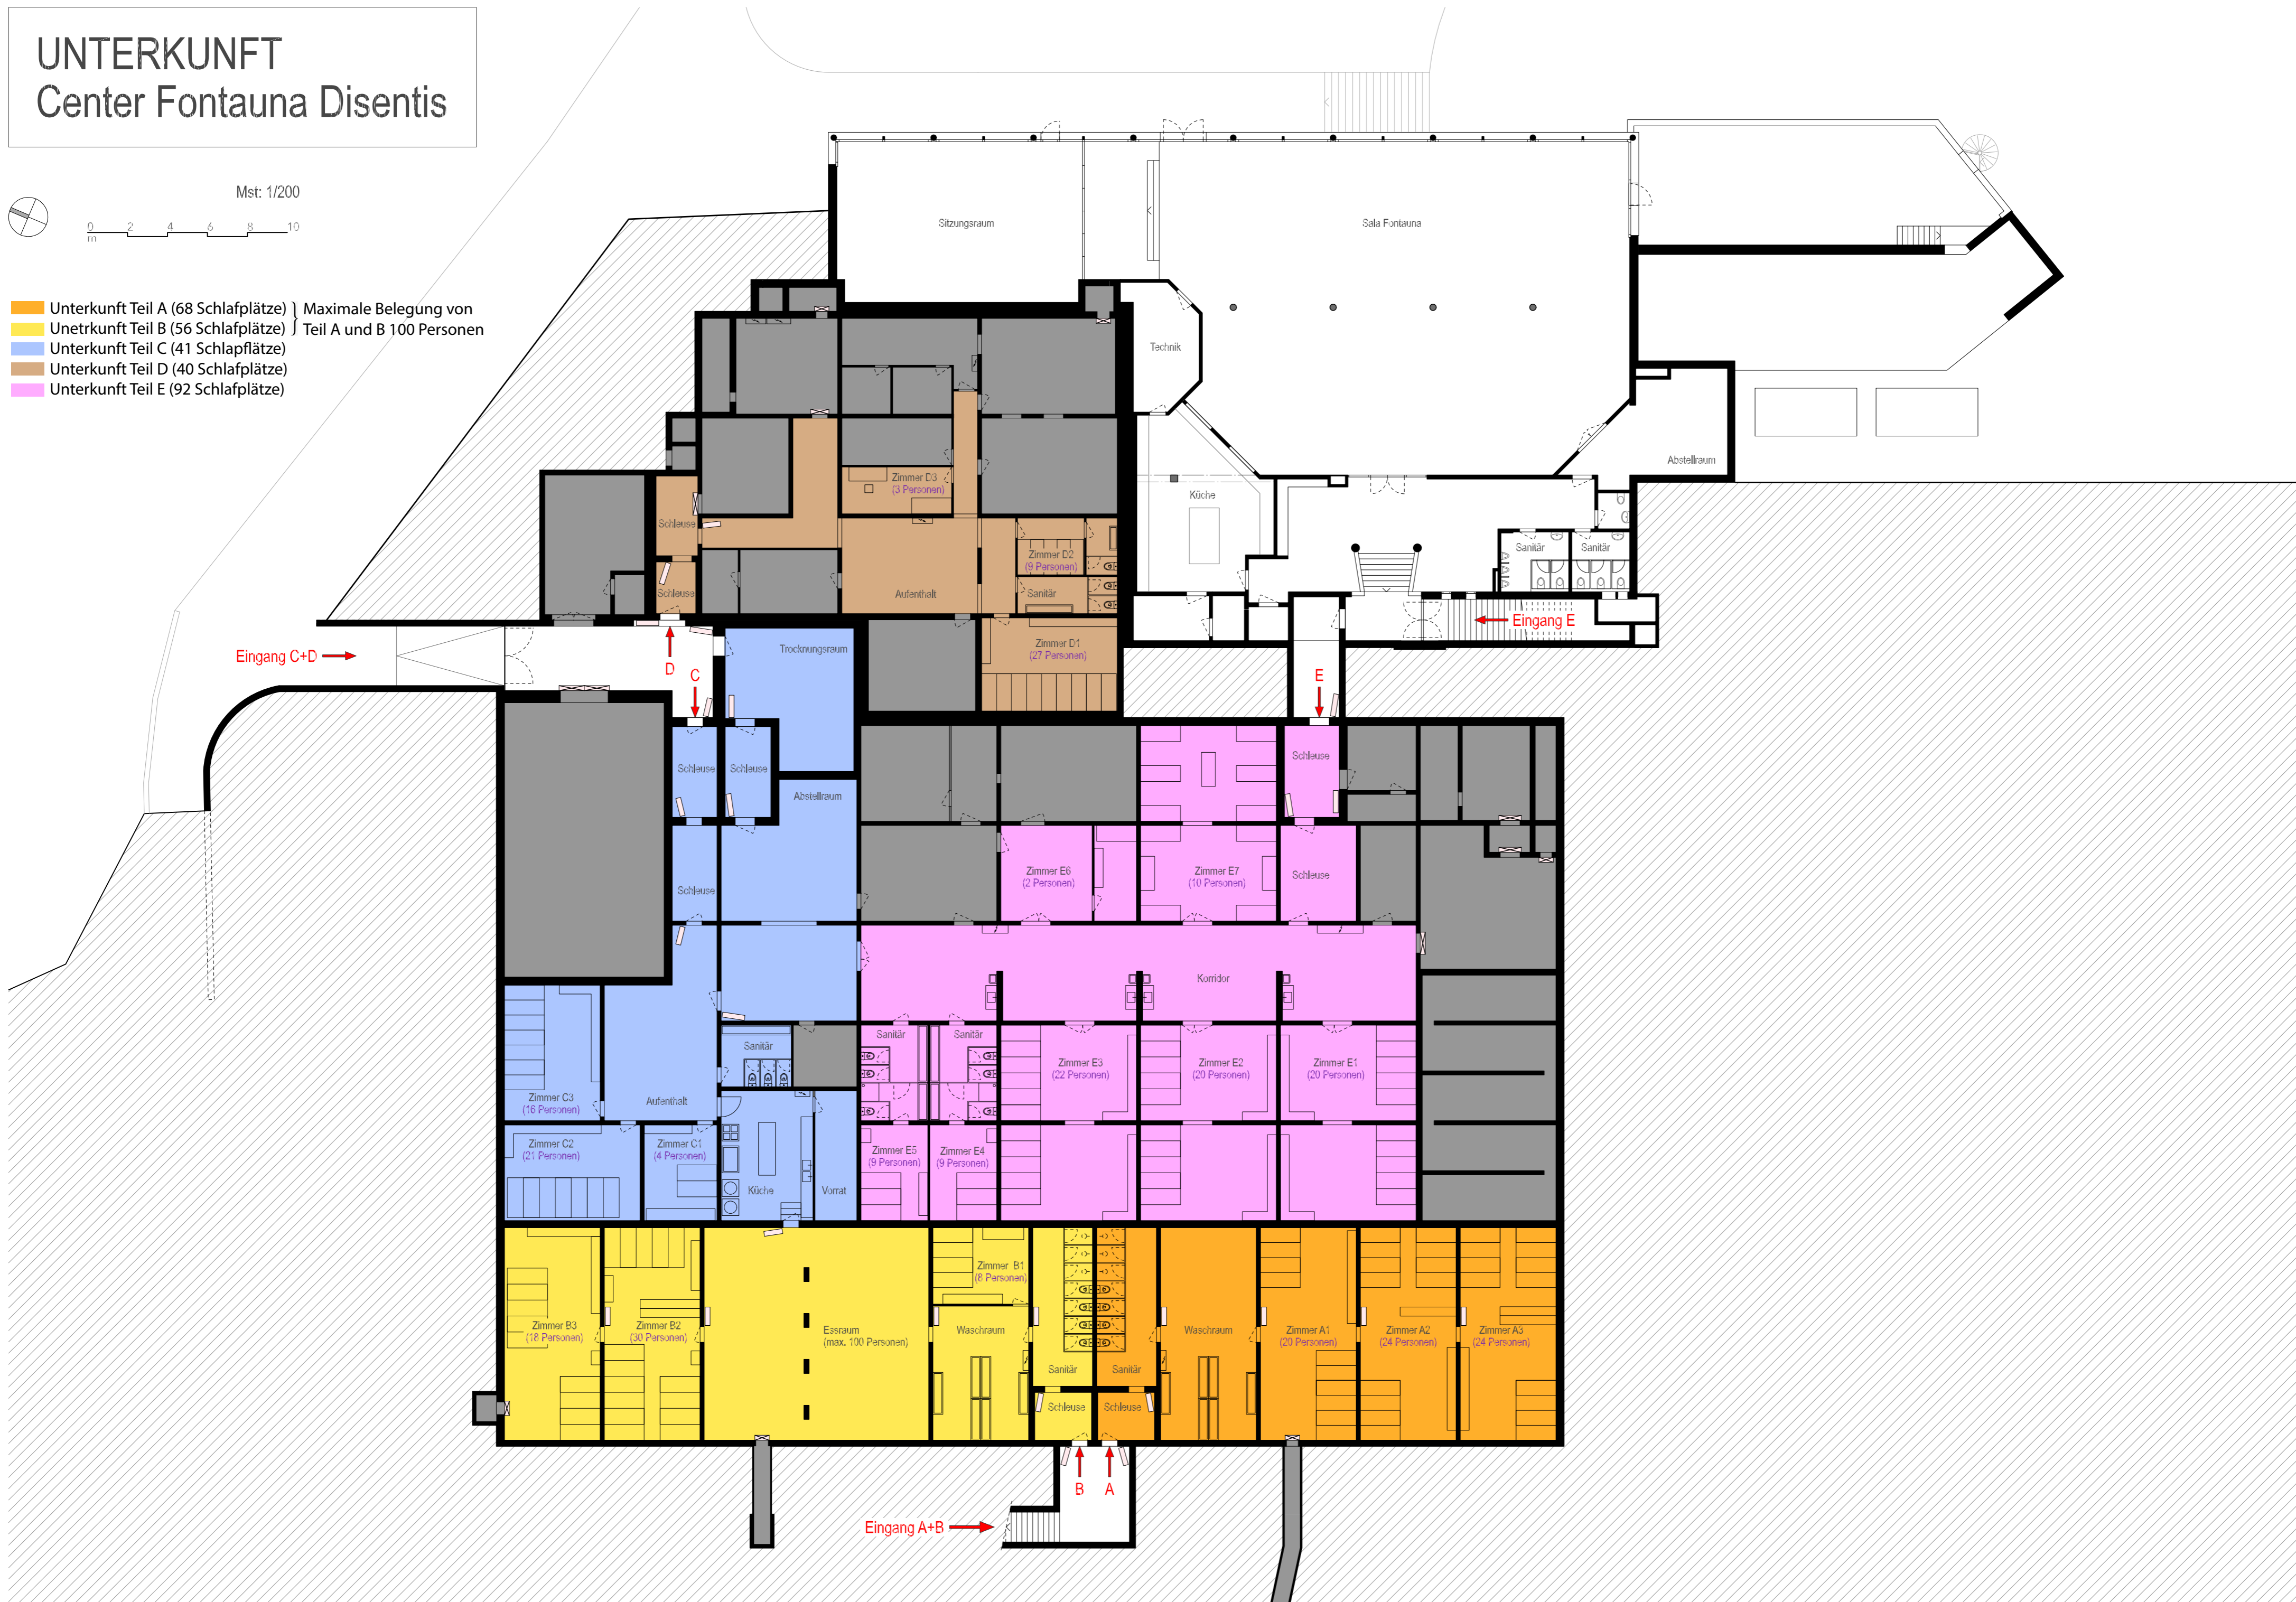 UNTERKUNFT
Center Fontauna Disentis
Mst: 1/200
0 2 4 6 8 10
m
Unterkunft Teil A (68 Schlafplätze)
Unetrkunft Teil B (56 Schlafplätze)
Maximale Belegung von
Teil A und B 100 Personen
Unterkunft Teil C (41 Schlapflätze)
Unterkunft Teil D (40 Schlafplätze)
Unterkunft Teil E (92 Schlafplätze)
Sitzungsraum
Sala Fontauna
Technik
Abstellraum
Küche
Zimmer D3
(3 Personen)
Schleuse
Sanitär
Sanitär
Zimmer D2
(9 Personen)
Schleuse
Aufenthalt
Sanitär
Eingang E
Zimmer D1
(27 Personen)
Trocknungsraum
Eingang C+D
D
C
E
Schleuse
Schleuse
Schleuse
Abstellraum
Schleuse
Zimmer E6
(2 Personen)
Zimmer E7
(10 Personen)
Schleuse
Korridor
Sanitär
Sanitär
Sanitär
Zimmer E3
(22 Personen)
Zimmer E2
(20 Personen)
Zimmer E1
(20 Personen)
Zimmer C3
(16 Personen)
Aufenthalt
Zimmer C2
(21 Personen)
Zimmer C1
(4 Personen)
Küche
Vorrat
Zimmer E5
(9 Personen)
Zimmer E4
(9 Personen)
Zimmer B1
(8 Personen)
Zimmer B3
(18 Personen)
Zimmer B2
(30 Personen)
Essraum
(max. 100 Personen)
Waschraum
Waschraum
Zimmer A1
(20 Personen)
Zimmer A2
(24 Personen)
Zimmer A3
(24 Personen)
Sanitär
Sanitär
Schleuse
Schleuse
B
A
Eingang A+B